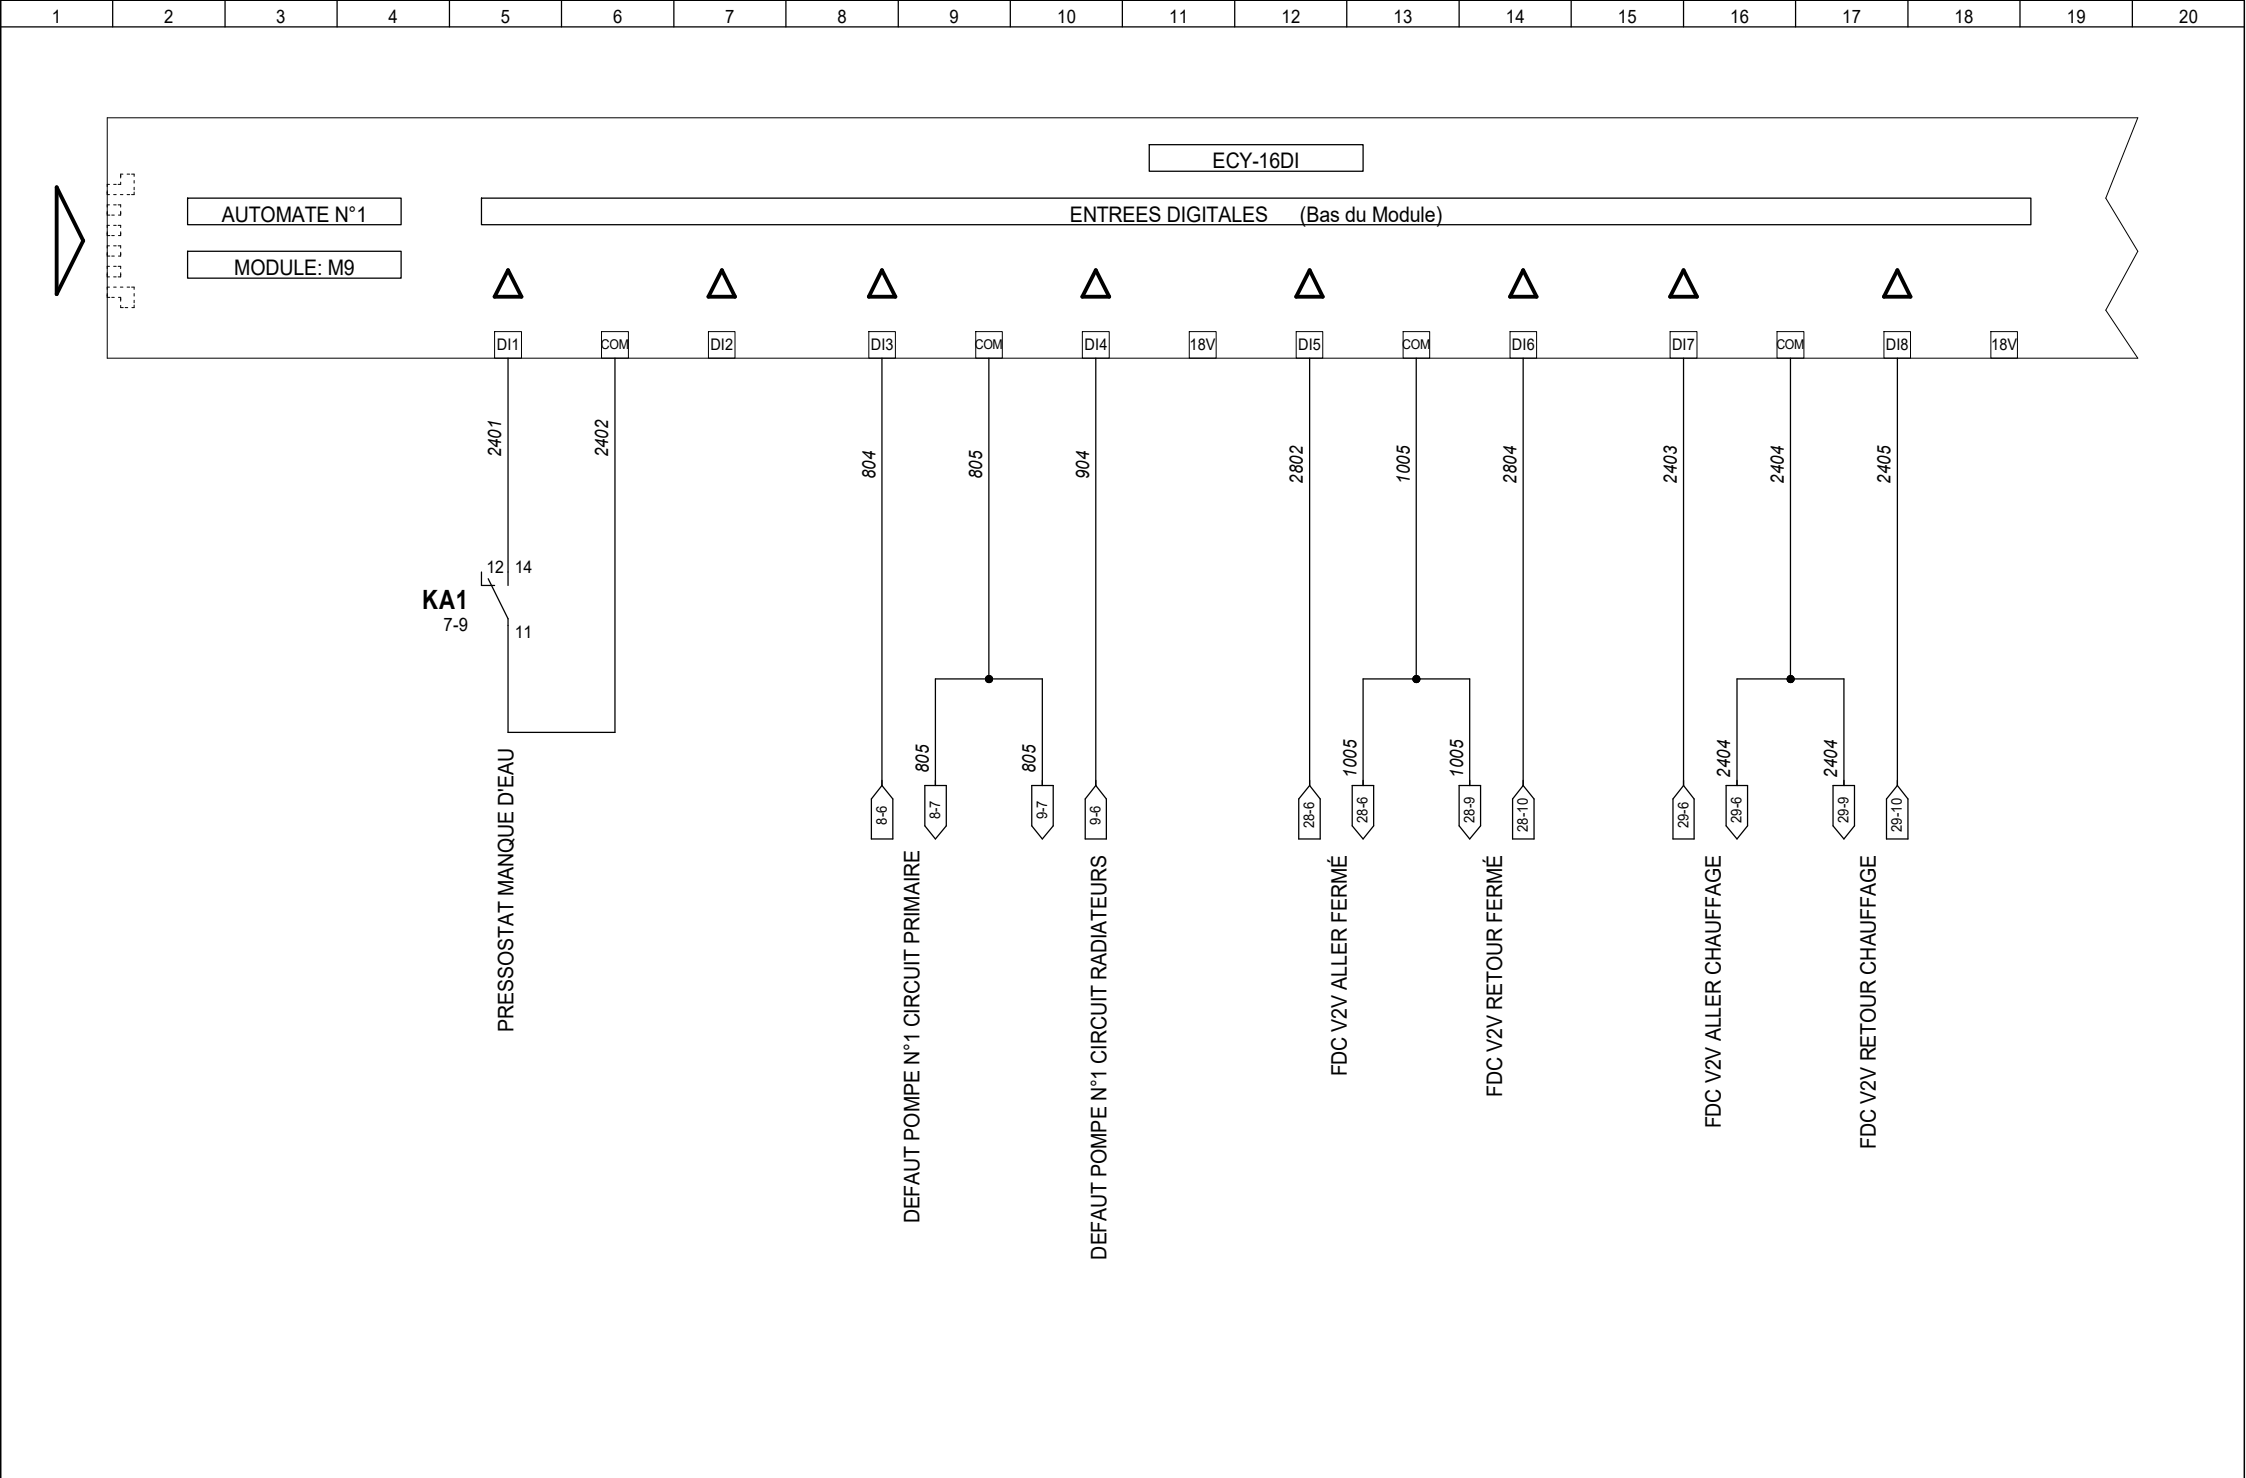 1 2 3 4 5 6 7 8 9 10 11 12 13 14 15 16 17 18 19 20
ECY-16DI
AUTOMATE N°1
ENTREES DIGITALES (Bas du Module)
MODULE: M9
DI1 COM DI2 DI3 COM DI4 18V DI5 COM DI6 DI7 COM DI8 18V
2401 2402 804 805 904 2802 1005 2804 2403 2404 2405
12 14
KA1
7-9
11
805 805 1005 1005 2404 2404
8-6 8-7 9-7 9-6 28-6 28-6 28-9 28-10 29-6 29-6 29-9 29-10
PRESSOSTAT MANQUE D'EAU
DEFAUT POMPE N°1 CIRCUIT PRIMAIRE
DEFAUT POMPE N°1 CIRCUIT RADIATEURS
FDC V2V ALLER FERMÉ
FDC V2V RETOUR FERMÉ
FDC V2V ALLER CHAUFFAGE
FDC V2V RETOUR CHAUFFAGE